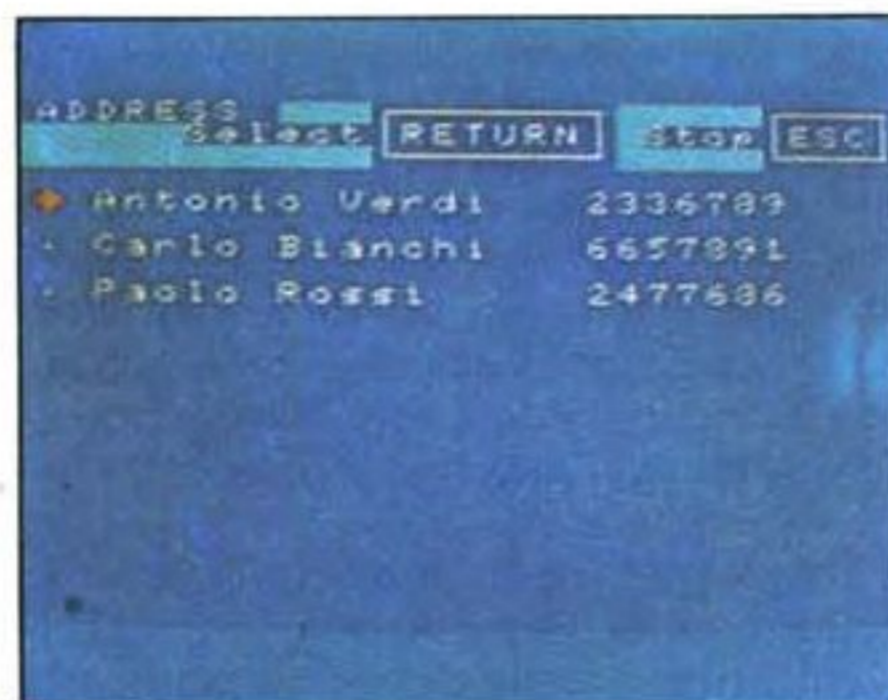 ADDRESS
Select RETURN Stop ESC
Antonio Verdi 2336789
Carlo Bianchi 6657891
Paolo Rossi 2477686